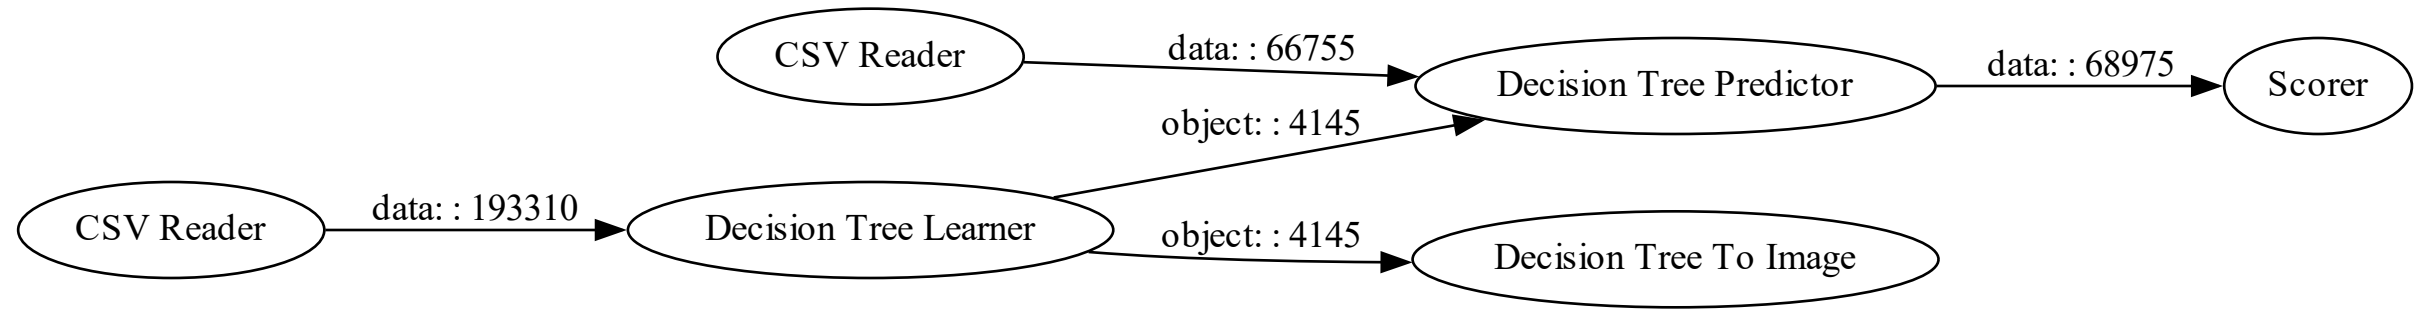 CSV Reader
data: : 66755
Decision Tree Predictor
data: : 68975
Scorer
object: : 4145
CSV Reader
data: : 193310
Decision Tree Learner
object: : 4145
Decision Tree To Image